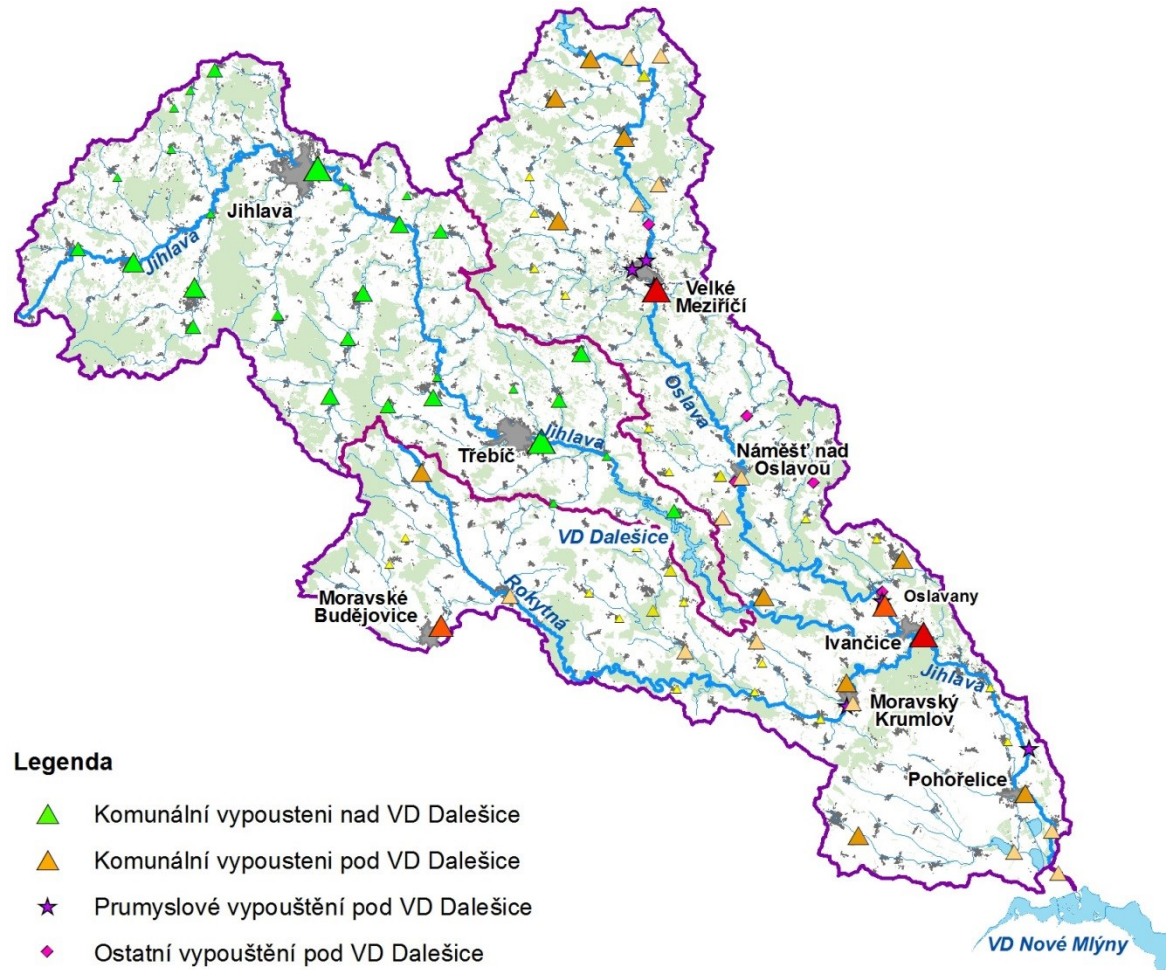 Jihlava
Jihlava
Velké
Meziříčí
Oslava
Jihlava
Třebíč
Náměšť nad
Oslavou
VD Dalešice
Rokytná
Moravské
Budějovice
Oslavany
Ivančice
Jihlava
Moravský
Krumlov
Pohořelice
Legenda
Komunální vypousteni nad VD Dalešice
Komunální vypousteni pod VD Dalešice
Prumyslové vypouštění pod VD Dalešice
Ostatní vypouštění pod VD Dalešice
VD Nové Mlýny